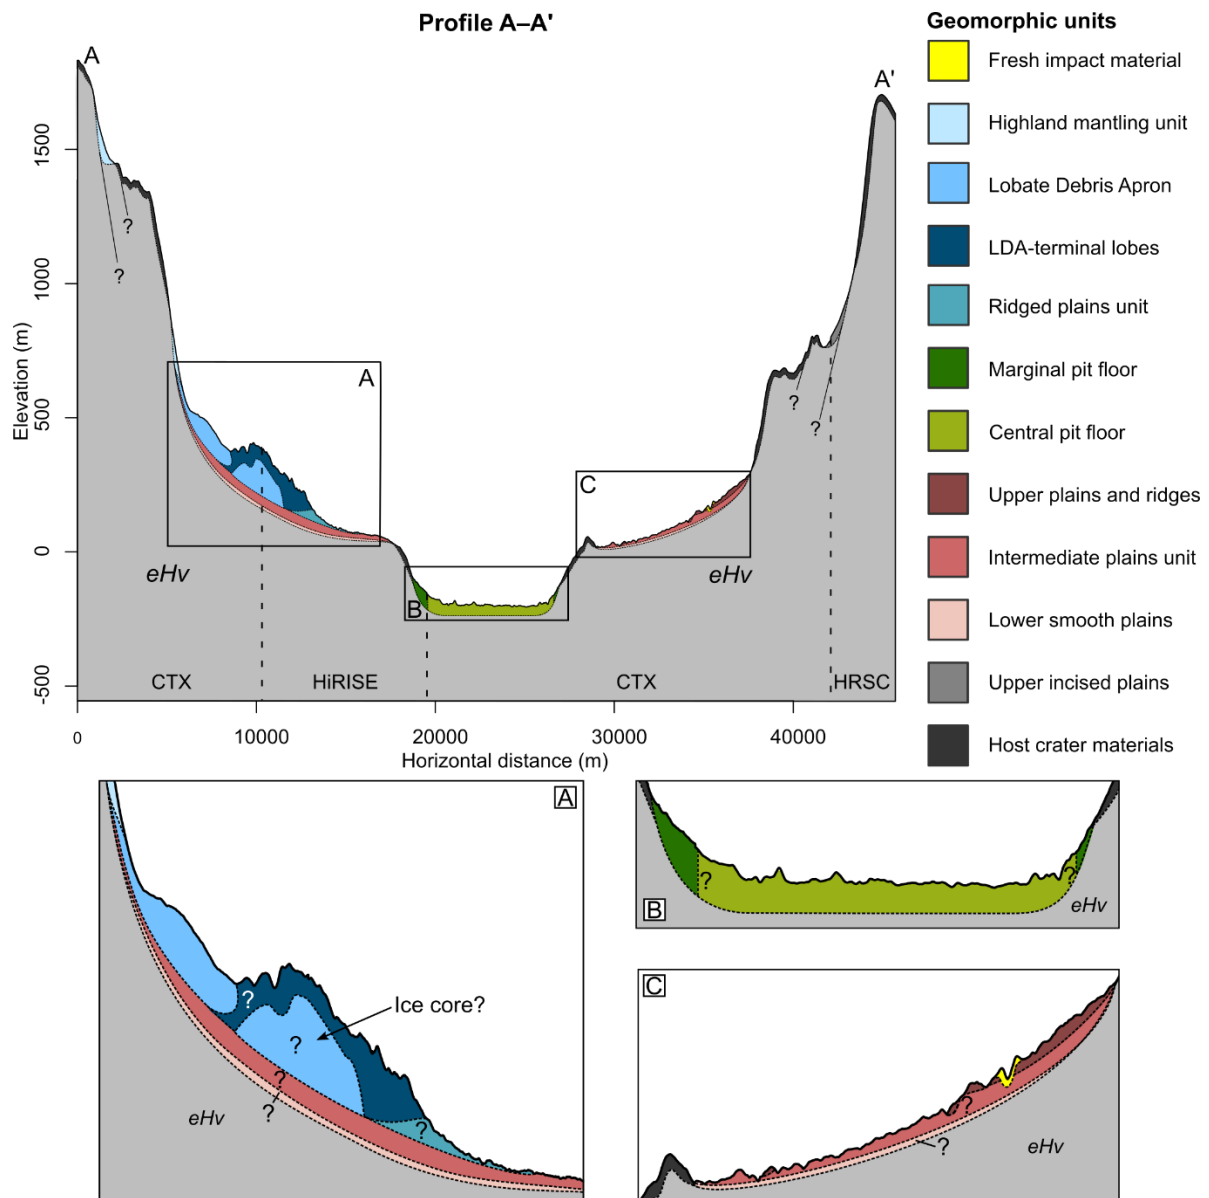 Profile A–A'
Geomorphic units
Fresh impact material
Highland mantling unit
Lobate Debris Apron
LDA-terminal lobes
Ridged plains unit
Marginal pit floor
Central pit floor
Upper plains and ridges
Intermediate plains unit
Lower smooth plains
Upper incised plains
Host crater materials
A
A'
1500
1000
500
0
-500
Elevation (m)
?
?
A
C
B
?
?
eHv
eHv
CTX
HiRISE
CTX
HRSC
0
10000
20000
30000
40000
Horizontal distance (m)
A
?
Ice core?
?
?
?
?
eHv
?
?
B
eHv
C
?
?
eHv